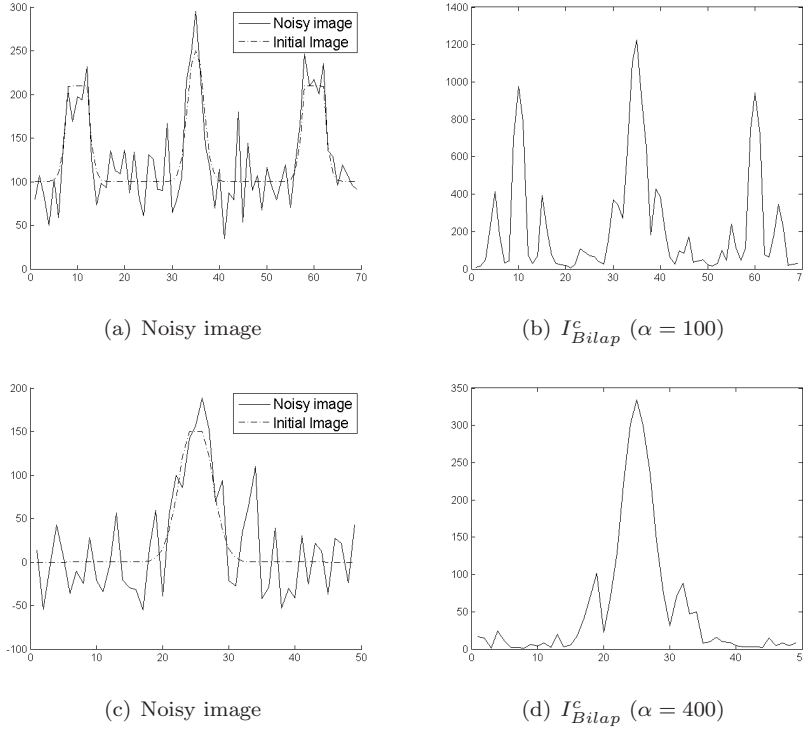 300
250
200
150
100
50
0
0 10 20 30 40 50 60 70
Noisy image
Initial Image
(a) Noisy image
1400
1200
1000
800
600
400
200
0
0 10 20 30 40 50 60 7
(b) I^c_Bilap (α = 100)
200
150
100
50
0
-50
-100
0 10 20 30 40 50
Noisy image
Initial Image
(c) Noisy image
350
300
250
200
150
100
50
0
0 10 20 30 40 5
(d) I^c_Bilap (α = 400)